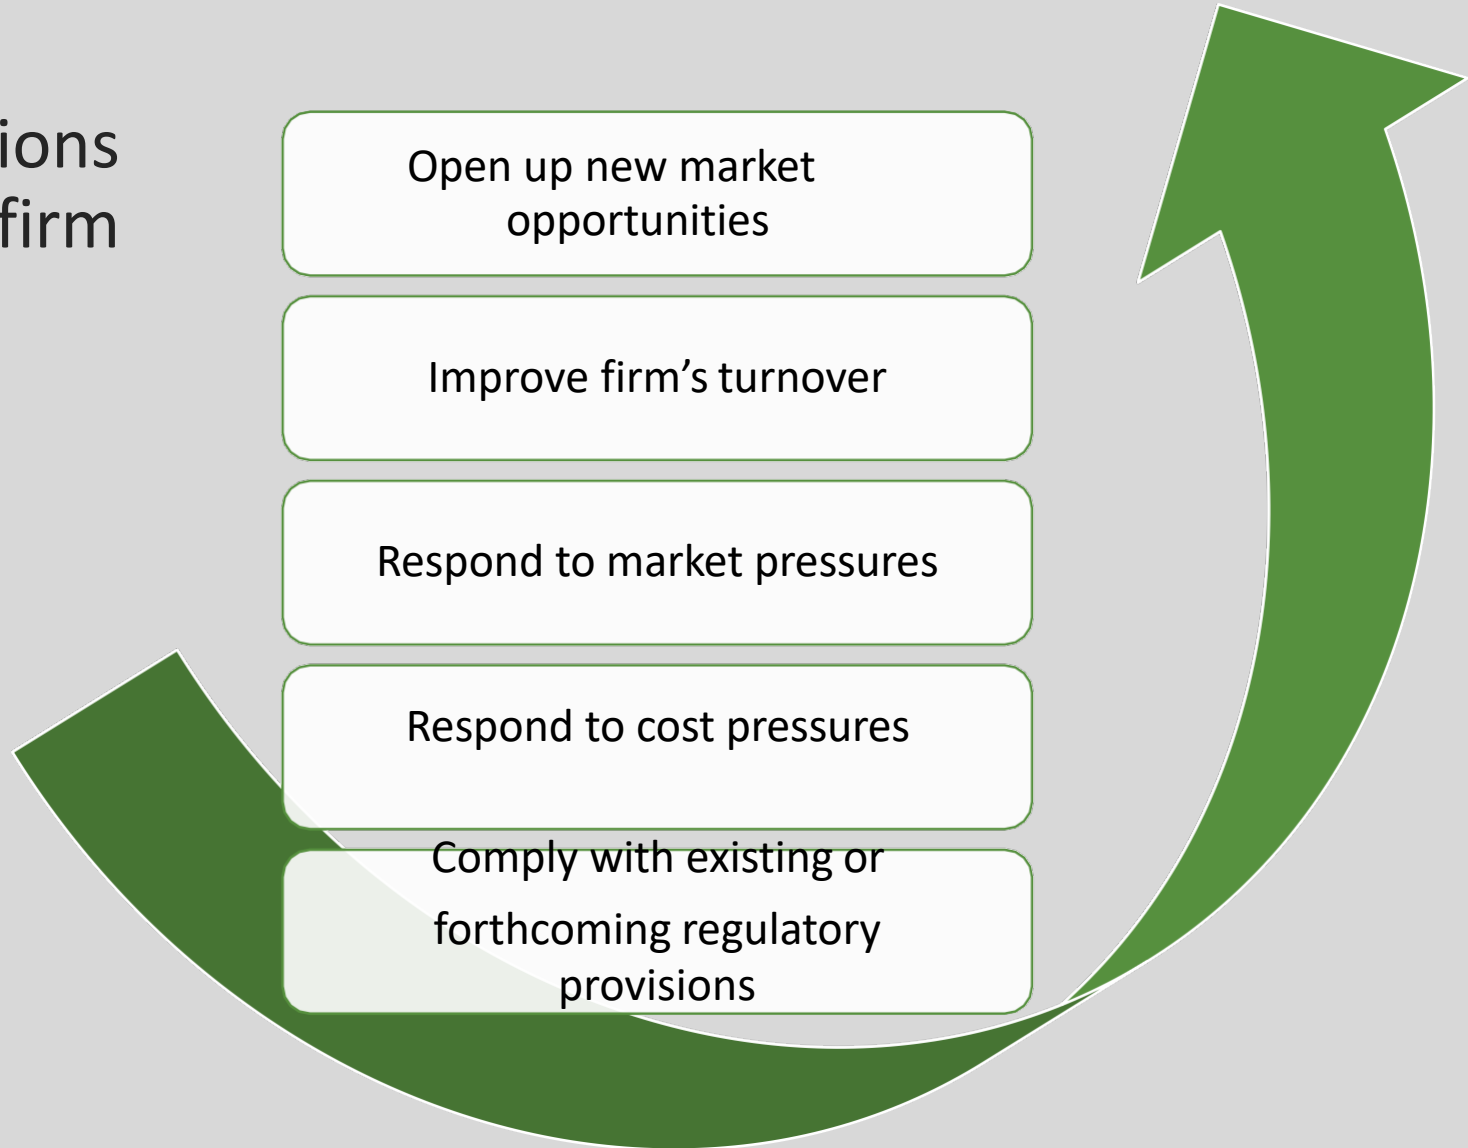 ions
firm
Open up new market
opportunities
Improve firm’s turnover
Respond to market pressures
Respond to cost pressures
Comply with existing or
forthcoming regulatory
provisions